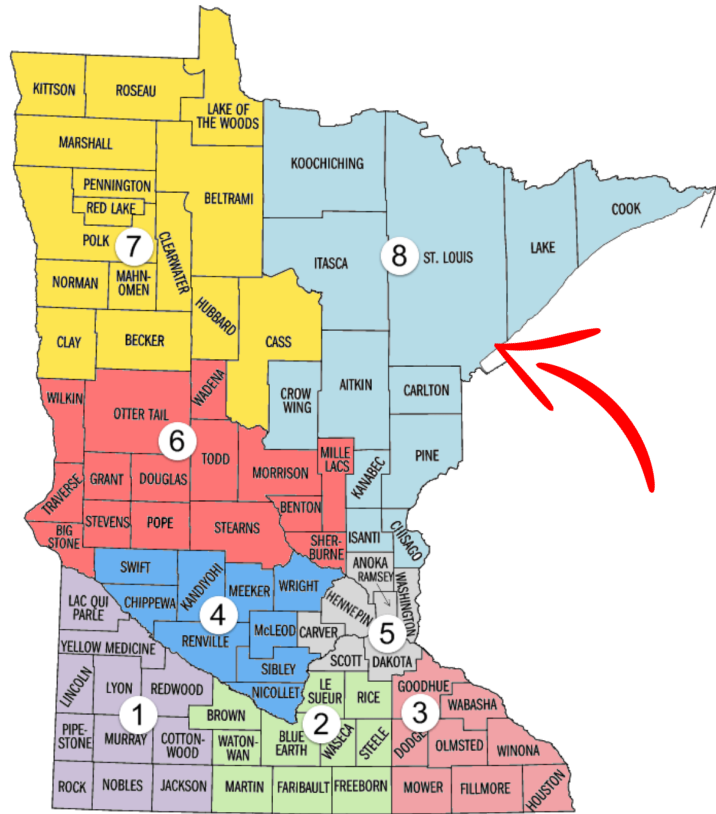 KITTSON
ROSEAU
LAKE OF
THE WOODS
MARSHALL
KOOCHICHING
PENNINGTON
RED LAKE
BELTRAMI
COOK
POLK
7
CLEARWATER
ITASCA
8
ST. LOUIS
LAKE
NORMAN
MAHN-
OMEN
HUBBARD
CLAY
BECKER
CASS
WADENA
CROW
WING
AITKIN
CARLTON
WILKIN
OTTER TAIL
6
TODD
MORRISON
MILLE
LACS
KANABEC
PINE
TRAVERSE
GRANT
DOUGLAS
BENTON
BIG
STONE
STEVENS
POPE
STEARNS
SHER-
BURNE
ISANTI
CHISAGO
SWIFT
KANDIYOHI
MEEKER
WRIGHT
ANOKA
RAMSEY
WASHINGTON
HENNEPIN
LAC QUI
PARLE
CHIPPEWA
4
RENVILLE
McLEOD
CARVER
5
YELLOW MEDICINE
SIBLEY
SCOTT
DAKOTA
LINCOLN
LYON
REDWOOD
NICOLLET
LE
SUEUR
RICE
GOODHUE
WABASHA
1
BROWN
2
3
PIPE-
STONE
MURRAY
COTTON-
WOOD
WATON-
WAN
BLUE
EARTH
WASECA
STEELE
DODGE
OLMSTED
WINONA
ROCK
NOBLES
JACKSON
MARTIN
FARIBAULT
FREEBORN
MOWER
FILLMORE
HOUSTON